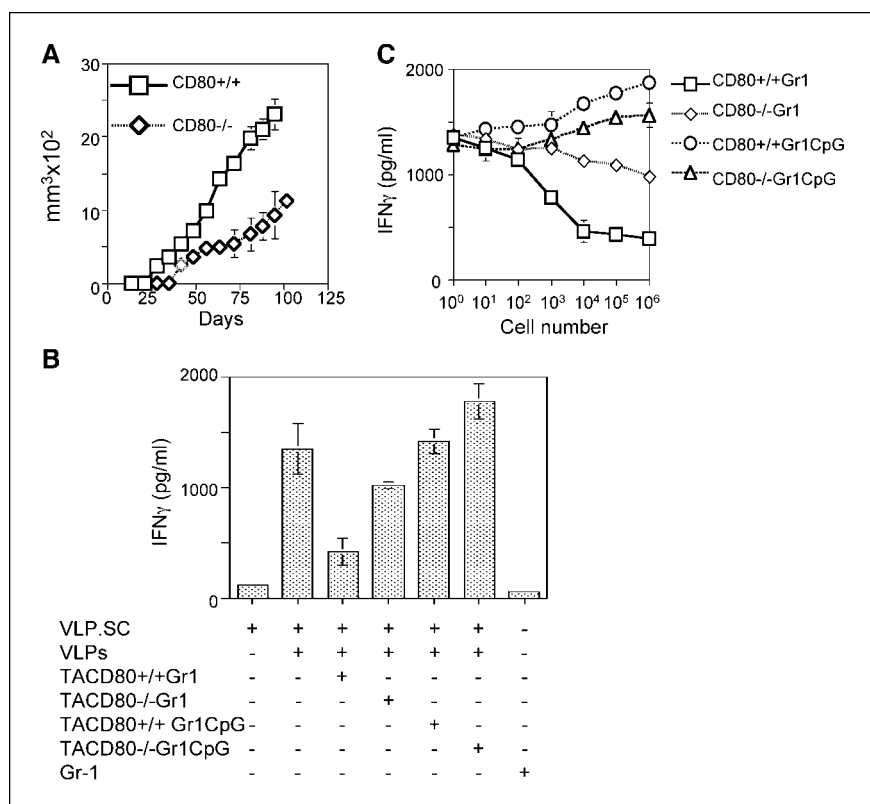 A
30
20
10
0
mm³x10²
CD80+/+
CD80-/-
0 25 50 75 100 125
Days
C
2000
1000
0
IFNγ (pg/ml)
10⁰ 10¹ 10² 10³ 10⁴ 10⁵ 10⁶
Cell number
CD80+/+Gr1
CD80-/-Gr1
CD80+/+Gr1CpG
CD80-/-Gr1CpG
B
2000
1000
0
IFNγ (pg/ml)
VLP.SC + + + + + + -
VLPs - + + + + + -
TACD80+/+Gr1 - - + - - - -
TACD80-/-Gr1 - - - + - - -
TACD80+/+ Gr1CpG - - - - + - -
TACD80-/-Gr1CpG - - - - - + -
Gr-1 - - - - - - +